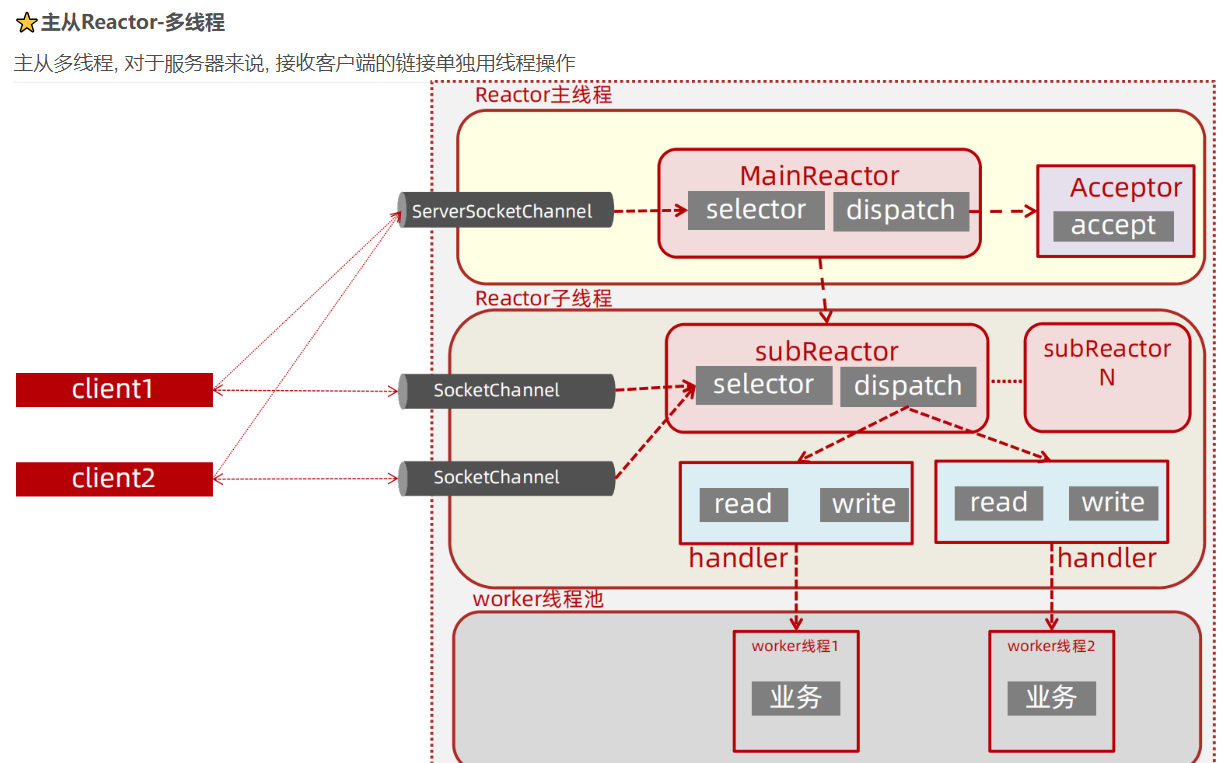 主从Reactor-多线程
主从多线程, 对于服务器来说, 接收客户端的链接单独用线程操作
Reactor主线程
MainReactor
selector
dispatch
Acceptor
accept
ServerSocketChannel
Reactor子线程
subReactor
selector
dispatch
subReactor
N
client1
SocketChannel
client2
SocketChannel
read
write
handler
read
write
handler
worker线程池
worker线程1
业务
worker线程2
业务